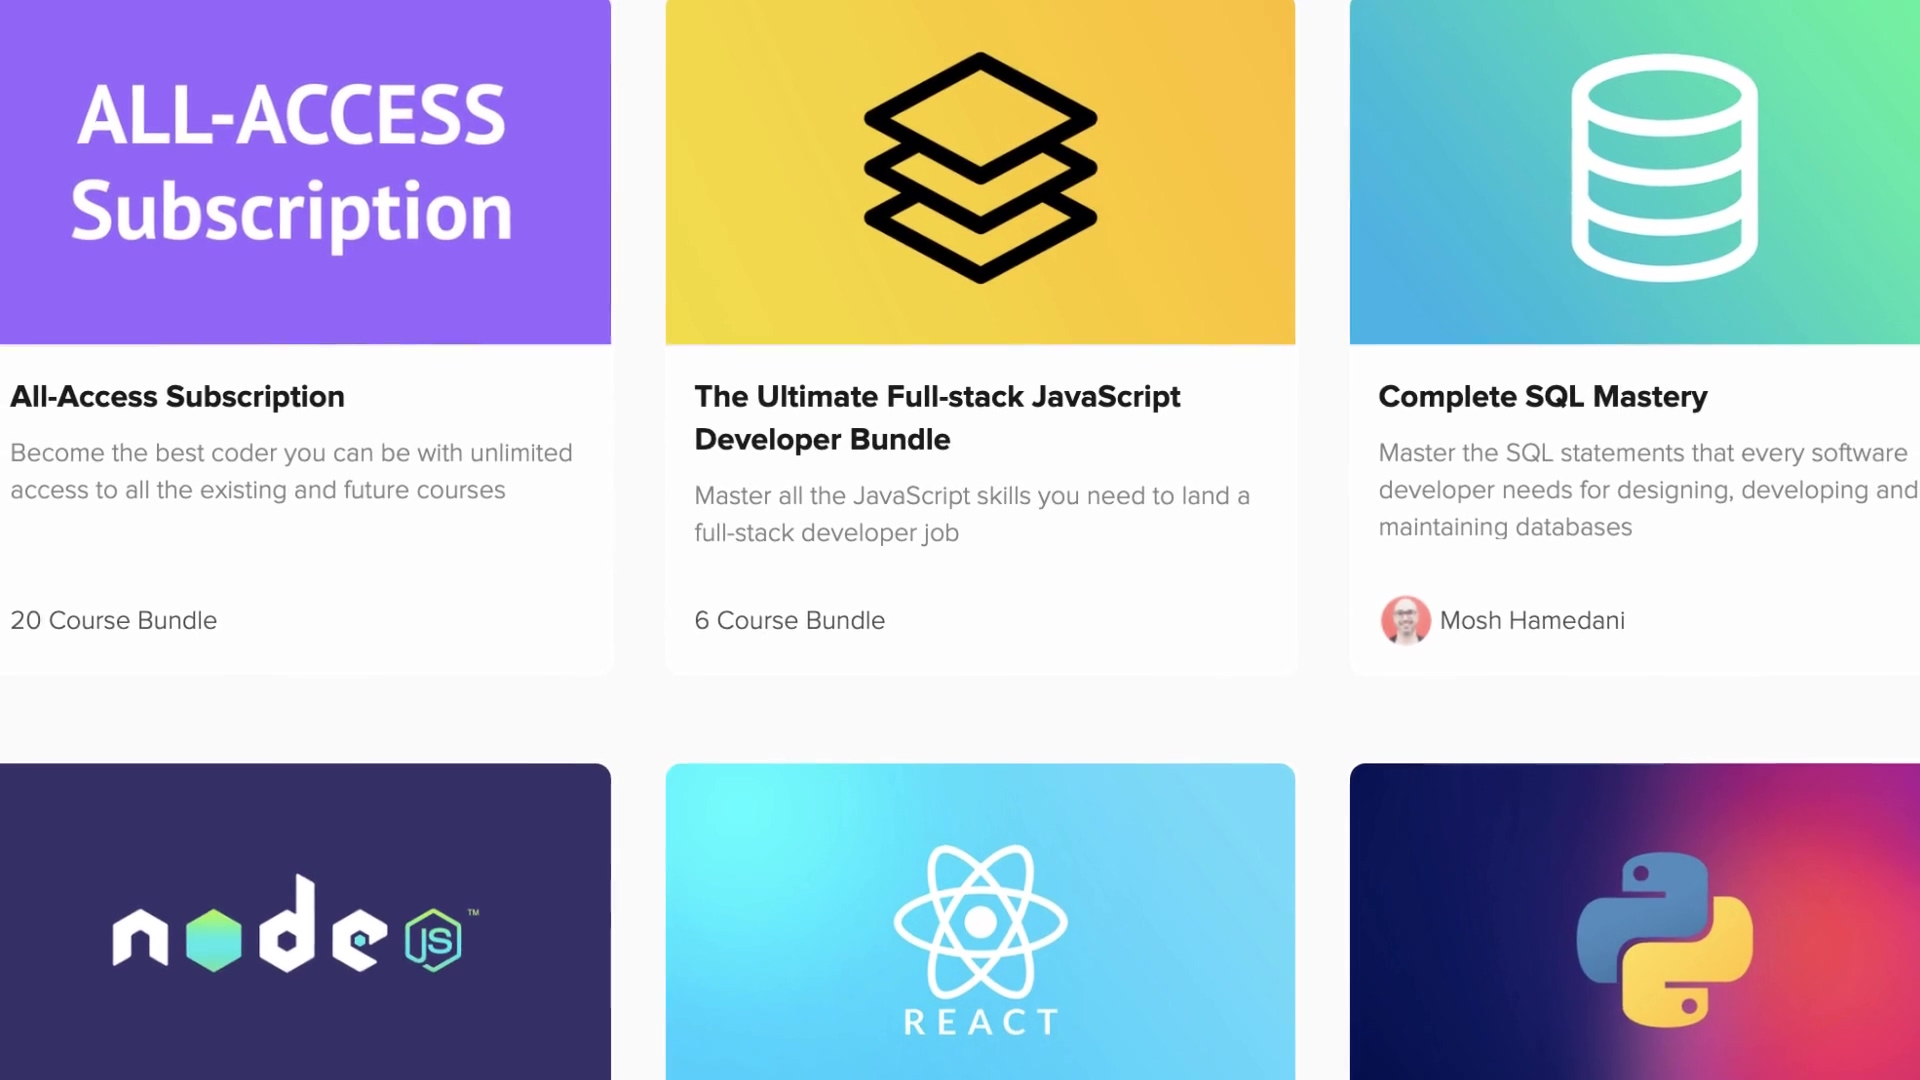 ALL-ACCESS
Subscription
All-Access Subscription
Become the best coder you can be with unlimited
access to all the existing and future courses
20 Course Bundle
The Ultimate Full-stack JavaScript
Developer Bundle
Master all the JavaScript skills you need to land a
full-stack developer job
6 Course Bundle
Complete SQL Mastery
Master the SQL statements that every software
developer needs for designing, developing and
maintaining databases
Mosh Hamedani
node JS ™
REACT